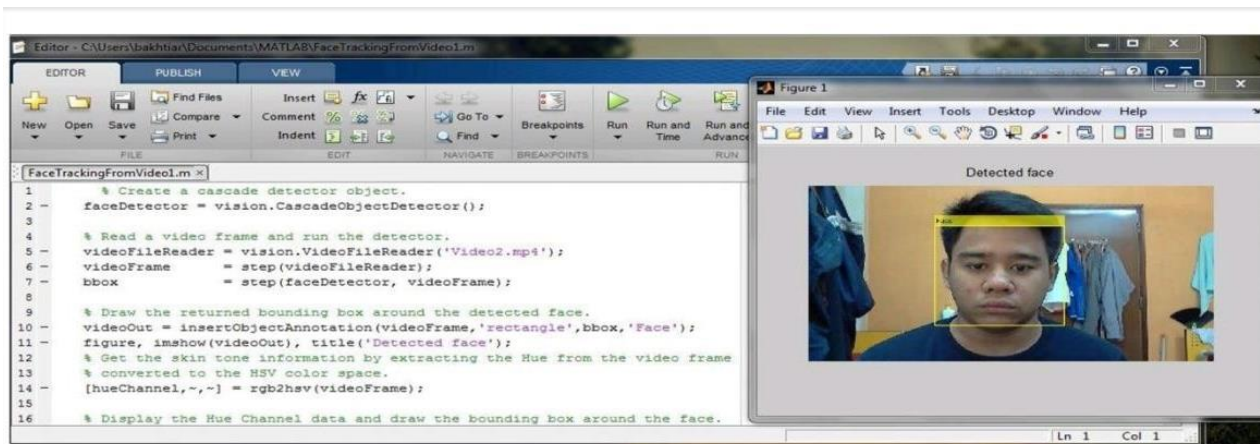 Editor - C:\Users\bakhtiar\Documents\MATLAB\FaceTrackingFromVideo1.m
EDITOR PUBLISH VIEW
New Open Save Find Files Compare Print
Insert fx Comment % Indent
Go To Find
Breakpoints
Run Run and Time Run and Advance
FILE EDIT NAVIGATE BREAKPOINTS RUN
FaceTrackingFromVideo1.m ×
1 % Create a cascade detector object.
2 - faceDetector = vision.CascadeObjectDetector();
3
4 % Read a video frame and run the detector.
5 - videoFileReader = vision.VideoFileReader('Video2.mp4');
6 - videoFrame = step(videoFileReader);
7 - bbox = step(faceDetector, videoFrame);
8
9 % Draw the returned bounding box around the detected face.
10 - videoOut = insertObjectAnnotation(videoFrame,'rectangle',bbox,'Face');
11 - figure, imshow(videoOut), title('Detected face');
12 % Get the skin tone information by extracting the Hue from the video frame
13 % converted to the HSV color space.
14 - [hueChannel,~,~] = rgb2hsv(videoFrame);
15
16 % Display the Hue Channel data and draw the bounding box around the face.
Figure 1
File Edit View Insert Tools Desktop Window Help
Detected face
Face
Ln 1 Col 1